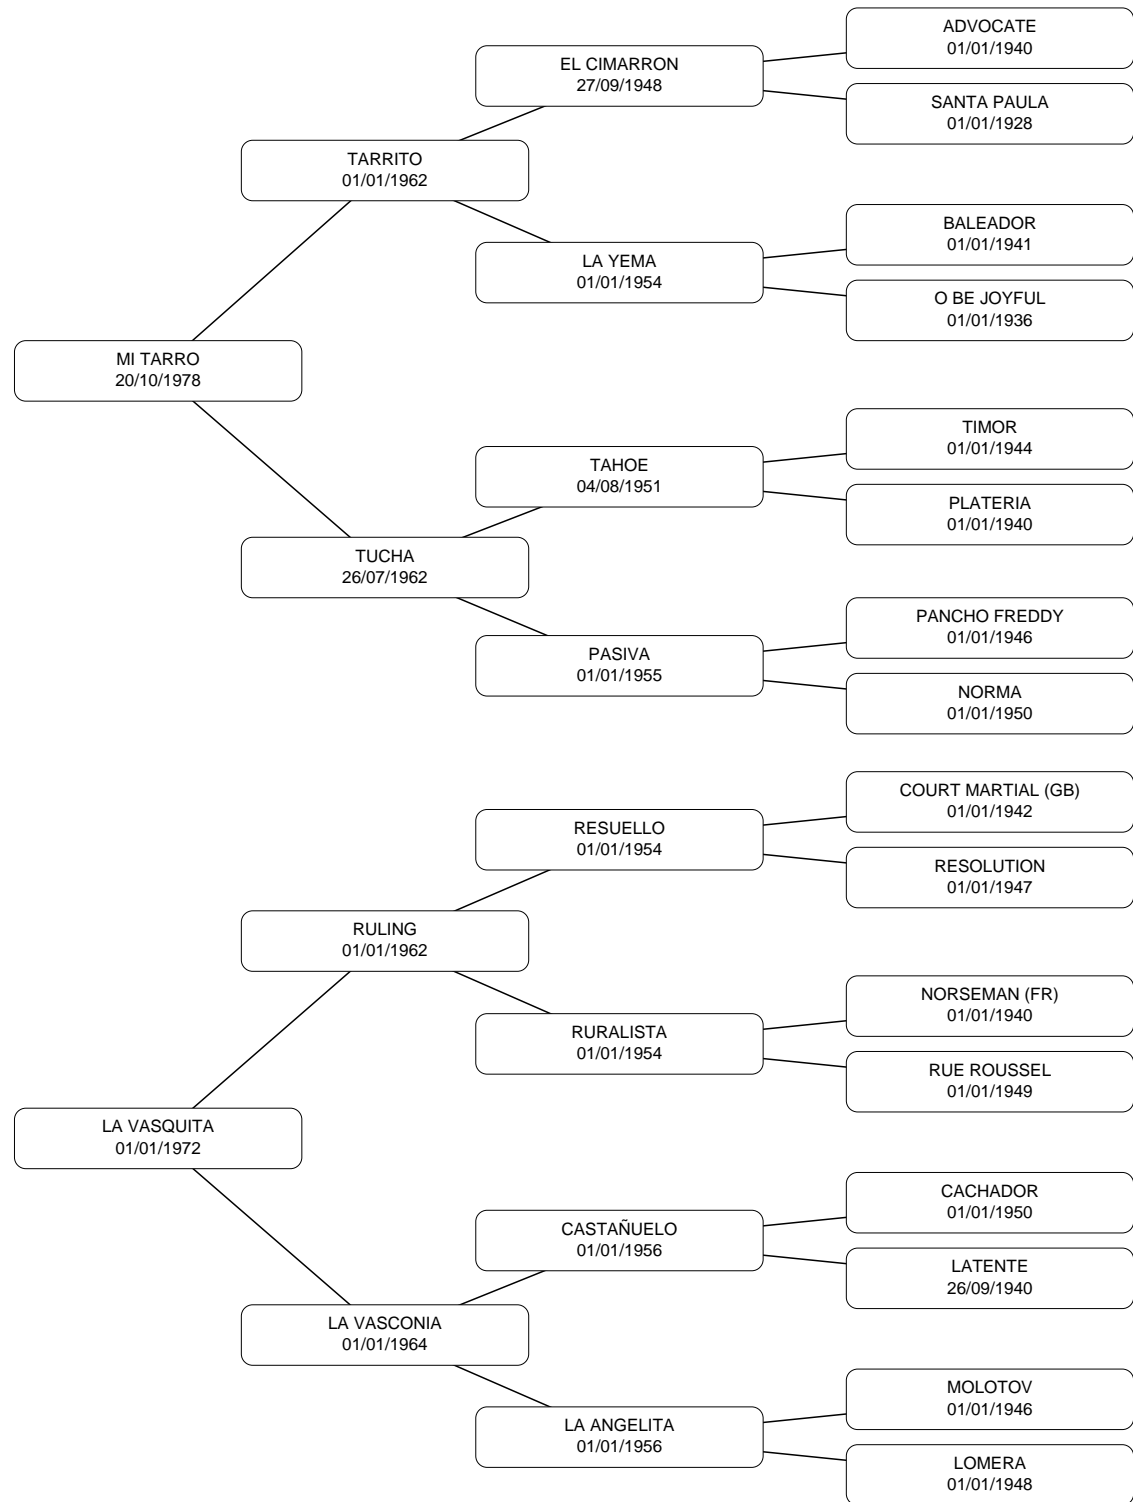 ADVOCATE
01/01/1940
EL CIMARRON
27/09/1948
SANTA PAULA
01/01/1928
TARRITO
01/01/1962
BALEADOR
01/01/1941
LA YEMA
01/01/1954
O BE JOYFUL
01/01/1936
MI TARRO
20/10/1978
TIMOR
01/01/1944
TAHOE
04/08/1951
PLATERIA
01/01/1940
TUCHA
26/07/1962
PANCHO FREDDY
01/01/1946
PASIVA
01/01/1955
NORMA
01/01/1950
COURT MARTIAL (GB)
01/01/1942
RESUELLO
01/01/1954
RESOLUTION
01/01/1947
RULING
01/01/1962
NORSEMAN (FR)
01/01/1940
RURALISTA
01/01/1954
RUE ROUSSEL
01/01/1949
LA VASQUITA
01/01/1972
CACHADOR
01/01/1950
CASTAÑUELO
01/01/1956
LATENTE
26/09/1940
LA VASCONIA
01/01/1964
MOLOTOV
01/01/1946
LA ANGELITA
01/01/1956
LOMERA
01/01/1948